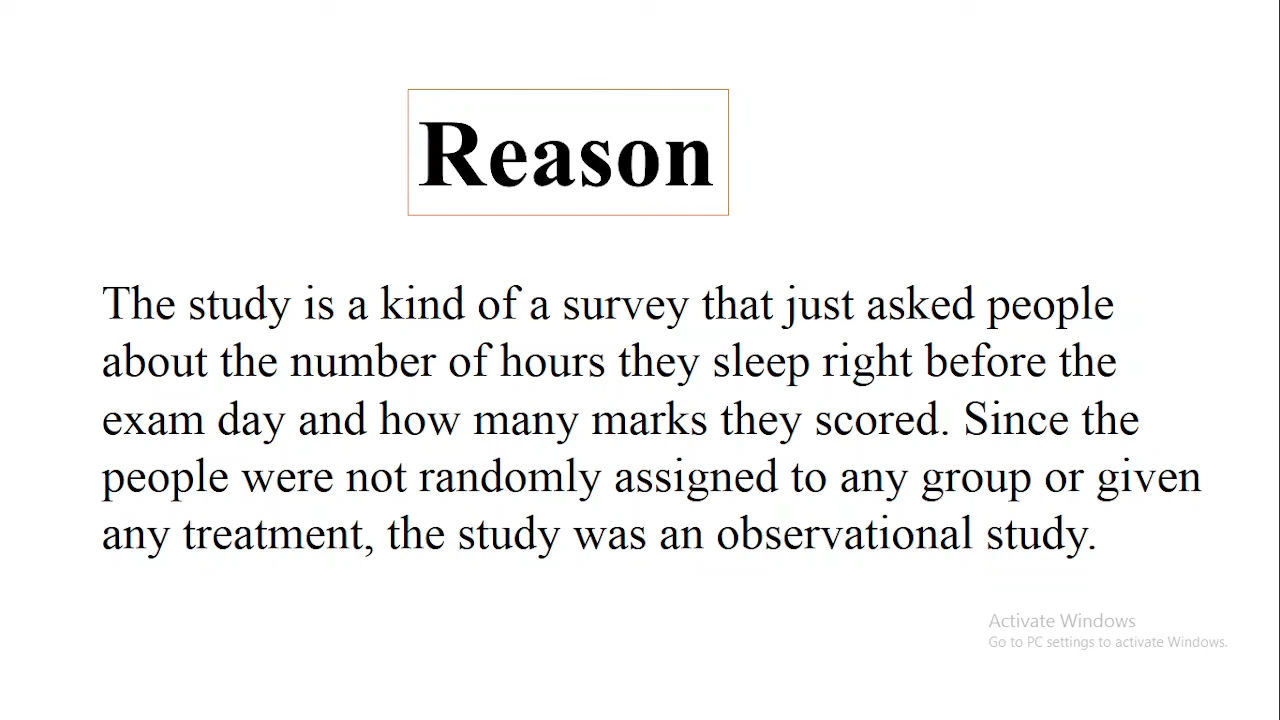 Reason
The study is a kind of a survey that just asked people
about the number of hours they sleep right before the
exam day and how many marks they scored. Since the
people were not randomly assigned to any group or given
any treatment, the study was an observational study.
Activate Windows
Go to PC settings to activate Windows.